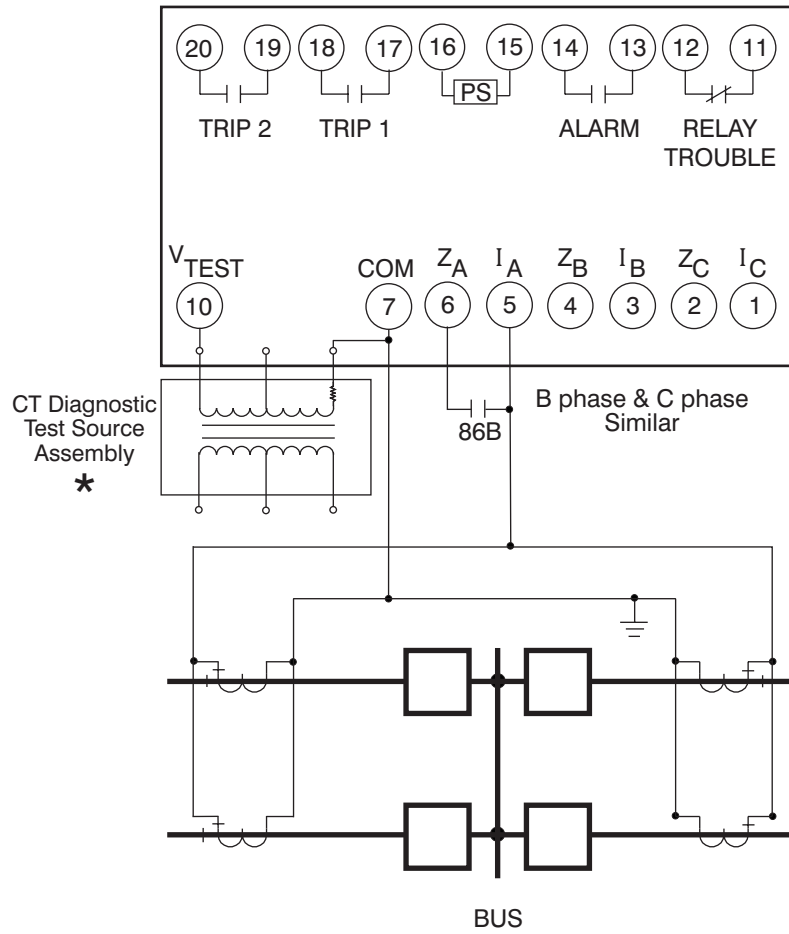 20 19 18 17 16 15 14 13 12 11
PS
TRIP 2 TRIP 1 ALARM RELAY
TROUBLE
VTEST COM ZA IA ZB IB ZC IC
10 7 6 5 4 3 2 1
CT Diagnostic
Test Source
Assembly
*
86B
B phase & C phase
Similar
BUS